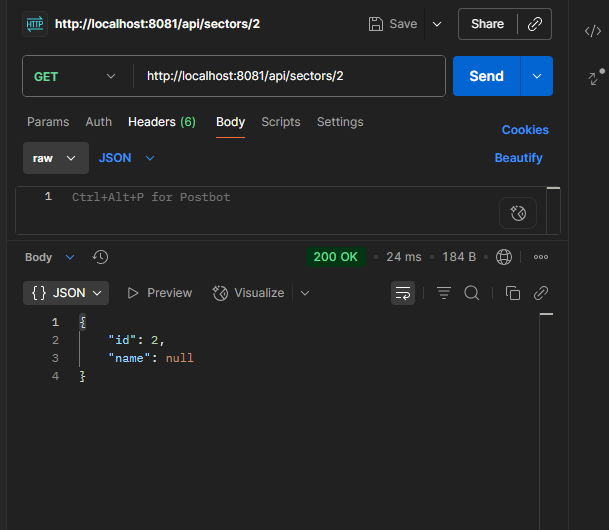 HTTP http://localhost:8081/api/sectors/2 Save Share
GET http://localhost:8081/api/sectors/2 Send
Params Auth Headers (6) Body Scripts Settings Cookies
raw JSON Beautify
1 Ctrl+Alt+P for Postbot
Body 200 OK • 24 ms • 184 B •
{} JSON Preview Visualize
1 {
2 "id": 2,
3 "name": null
4 }